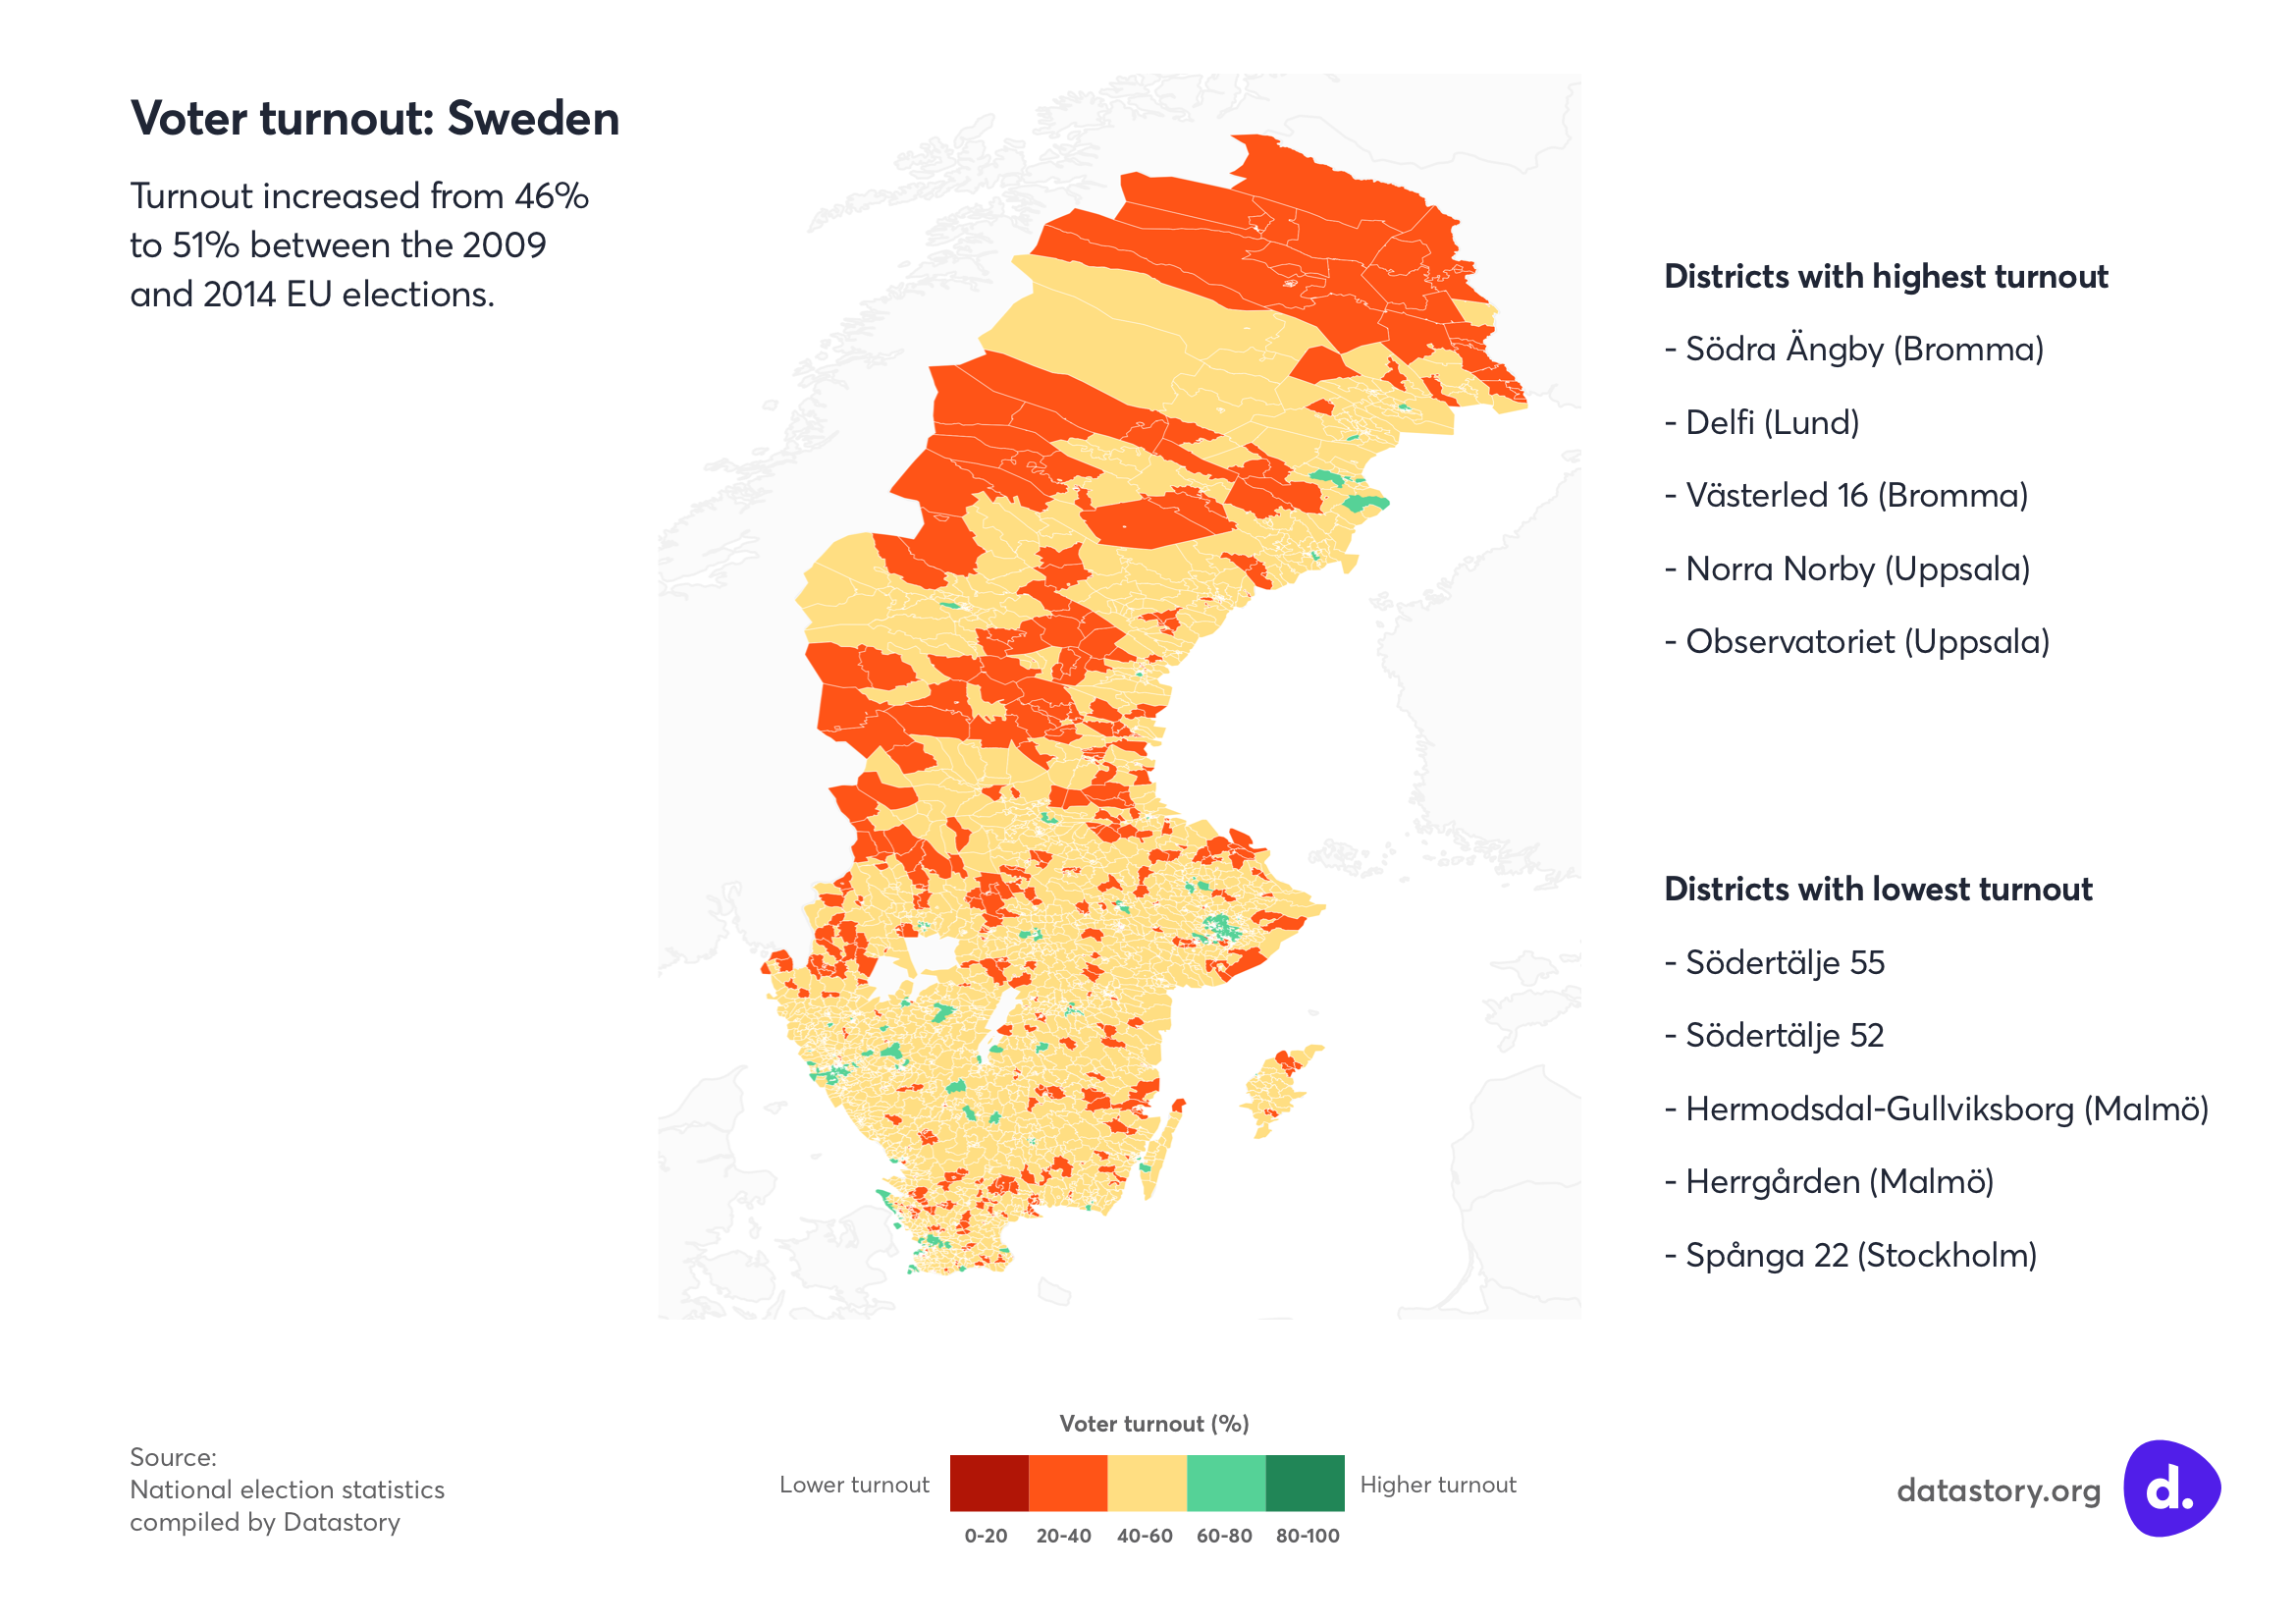 Voter turnout: Sweden
Turnout increased from 46%
to 51% between the 2009
and 2014 EU elections.
Districts with highest turnout
- Södra Ängby (Bromma)
- Delfi (Lund)
- Västerled 16 (Bromma)
- Norra Norby (Uppsala)
- Observatoriet (Uppsala)
Districts with lowest turnout
- Södertälje 55
- Södertälje 52
- Hermodsdal-Gullviksborg (Malmö)
- Herrgården (Malmö)
- Spånga 22 (Stockholm)
Voter turnout (%)
Lower turnout
Higher turnout
0-20 20-40 40-60 60-80 80-100
Source:
National election statistics
compiled by Datastory
datastory.org
d.